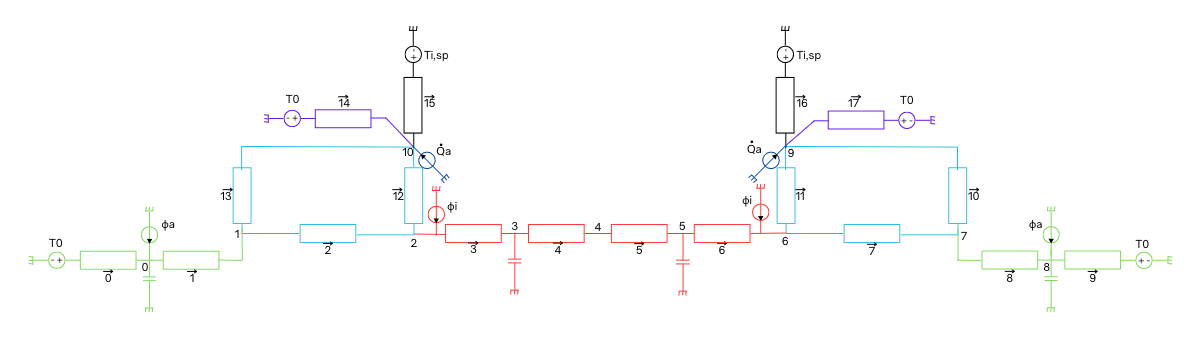 Ti,sp Ti,sp
T0 14 15 16 17 T0
10 Q̇a Q̇a 9
13 12 ϕi ϕi 11 10
ϕa 1 2 2 3 3 4 4 5 5 6 6 7 7 ϕa
T0 0 0 1 8 8 9 T0